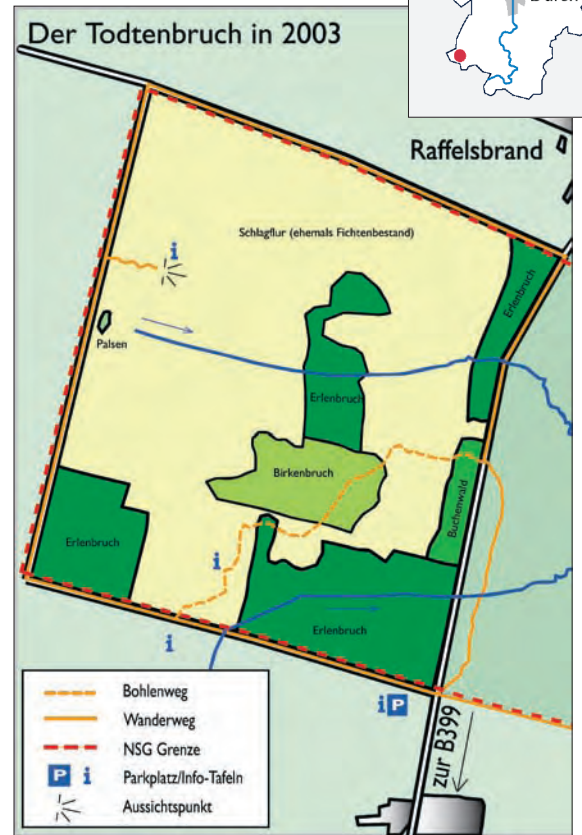 Der Todtenbruch in 2003
Düren
Raffelsbrand
Schlagflur (ehemals Fichtenbestand)
i
Erlenbruch
Palsen
Erlenbruch
Birkenbruch
Buchenwald
Erlenbruch
i
Erlenbruch
i
i P
zur B399
Bohlenweg
Wanderweg
NSG Grenze
P i Parkplatz/Info-Tafeln
Aussichtspunkt